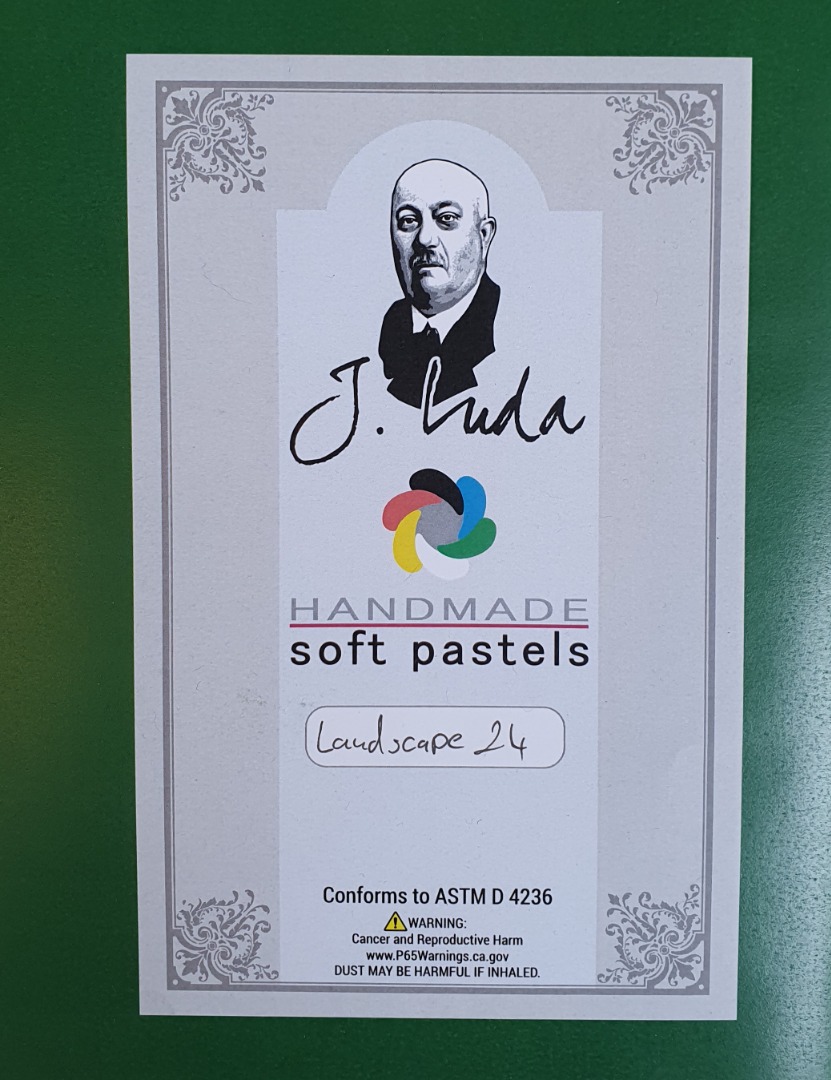 J. Luda
HANDMADE
soft pastels
Landscape 24
Conforms to ASTM D 4236
WARNING:
Cancer and Reproductive Harm
www.P65Warnings.ca.gov
DUST MAY BE HARMFUL IF INHALED.